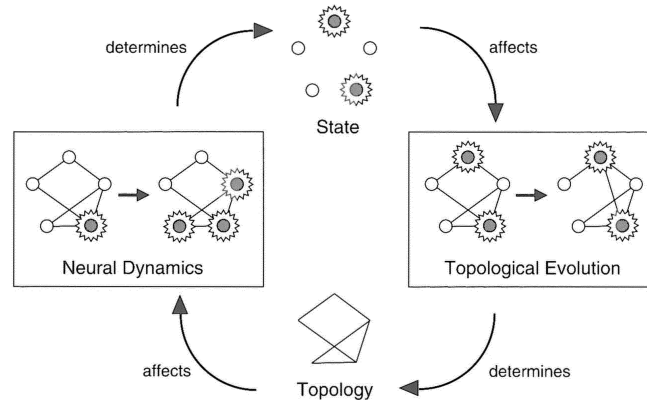 determines
affects
State
Neural Dynamics
Topological Evolution
affects
Topology
determines